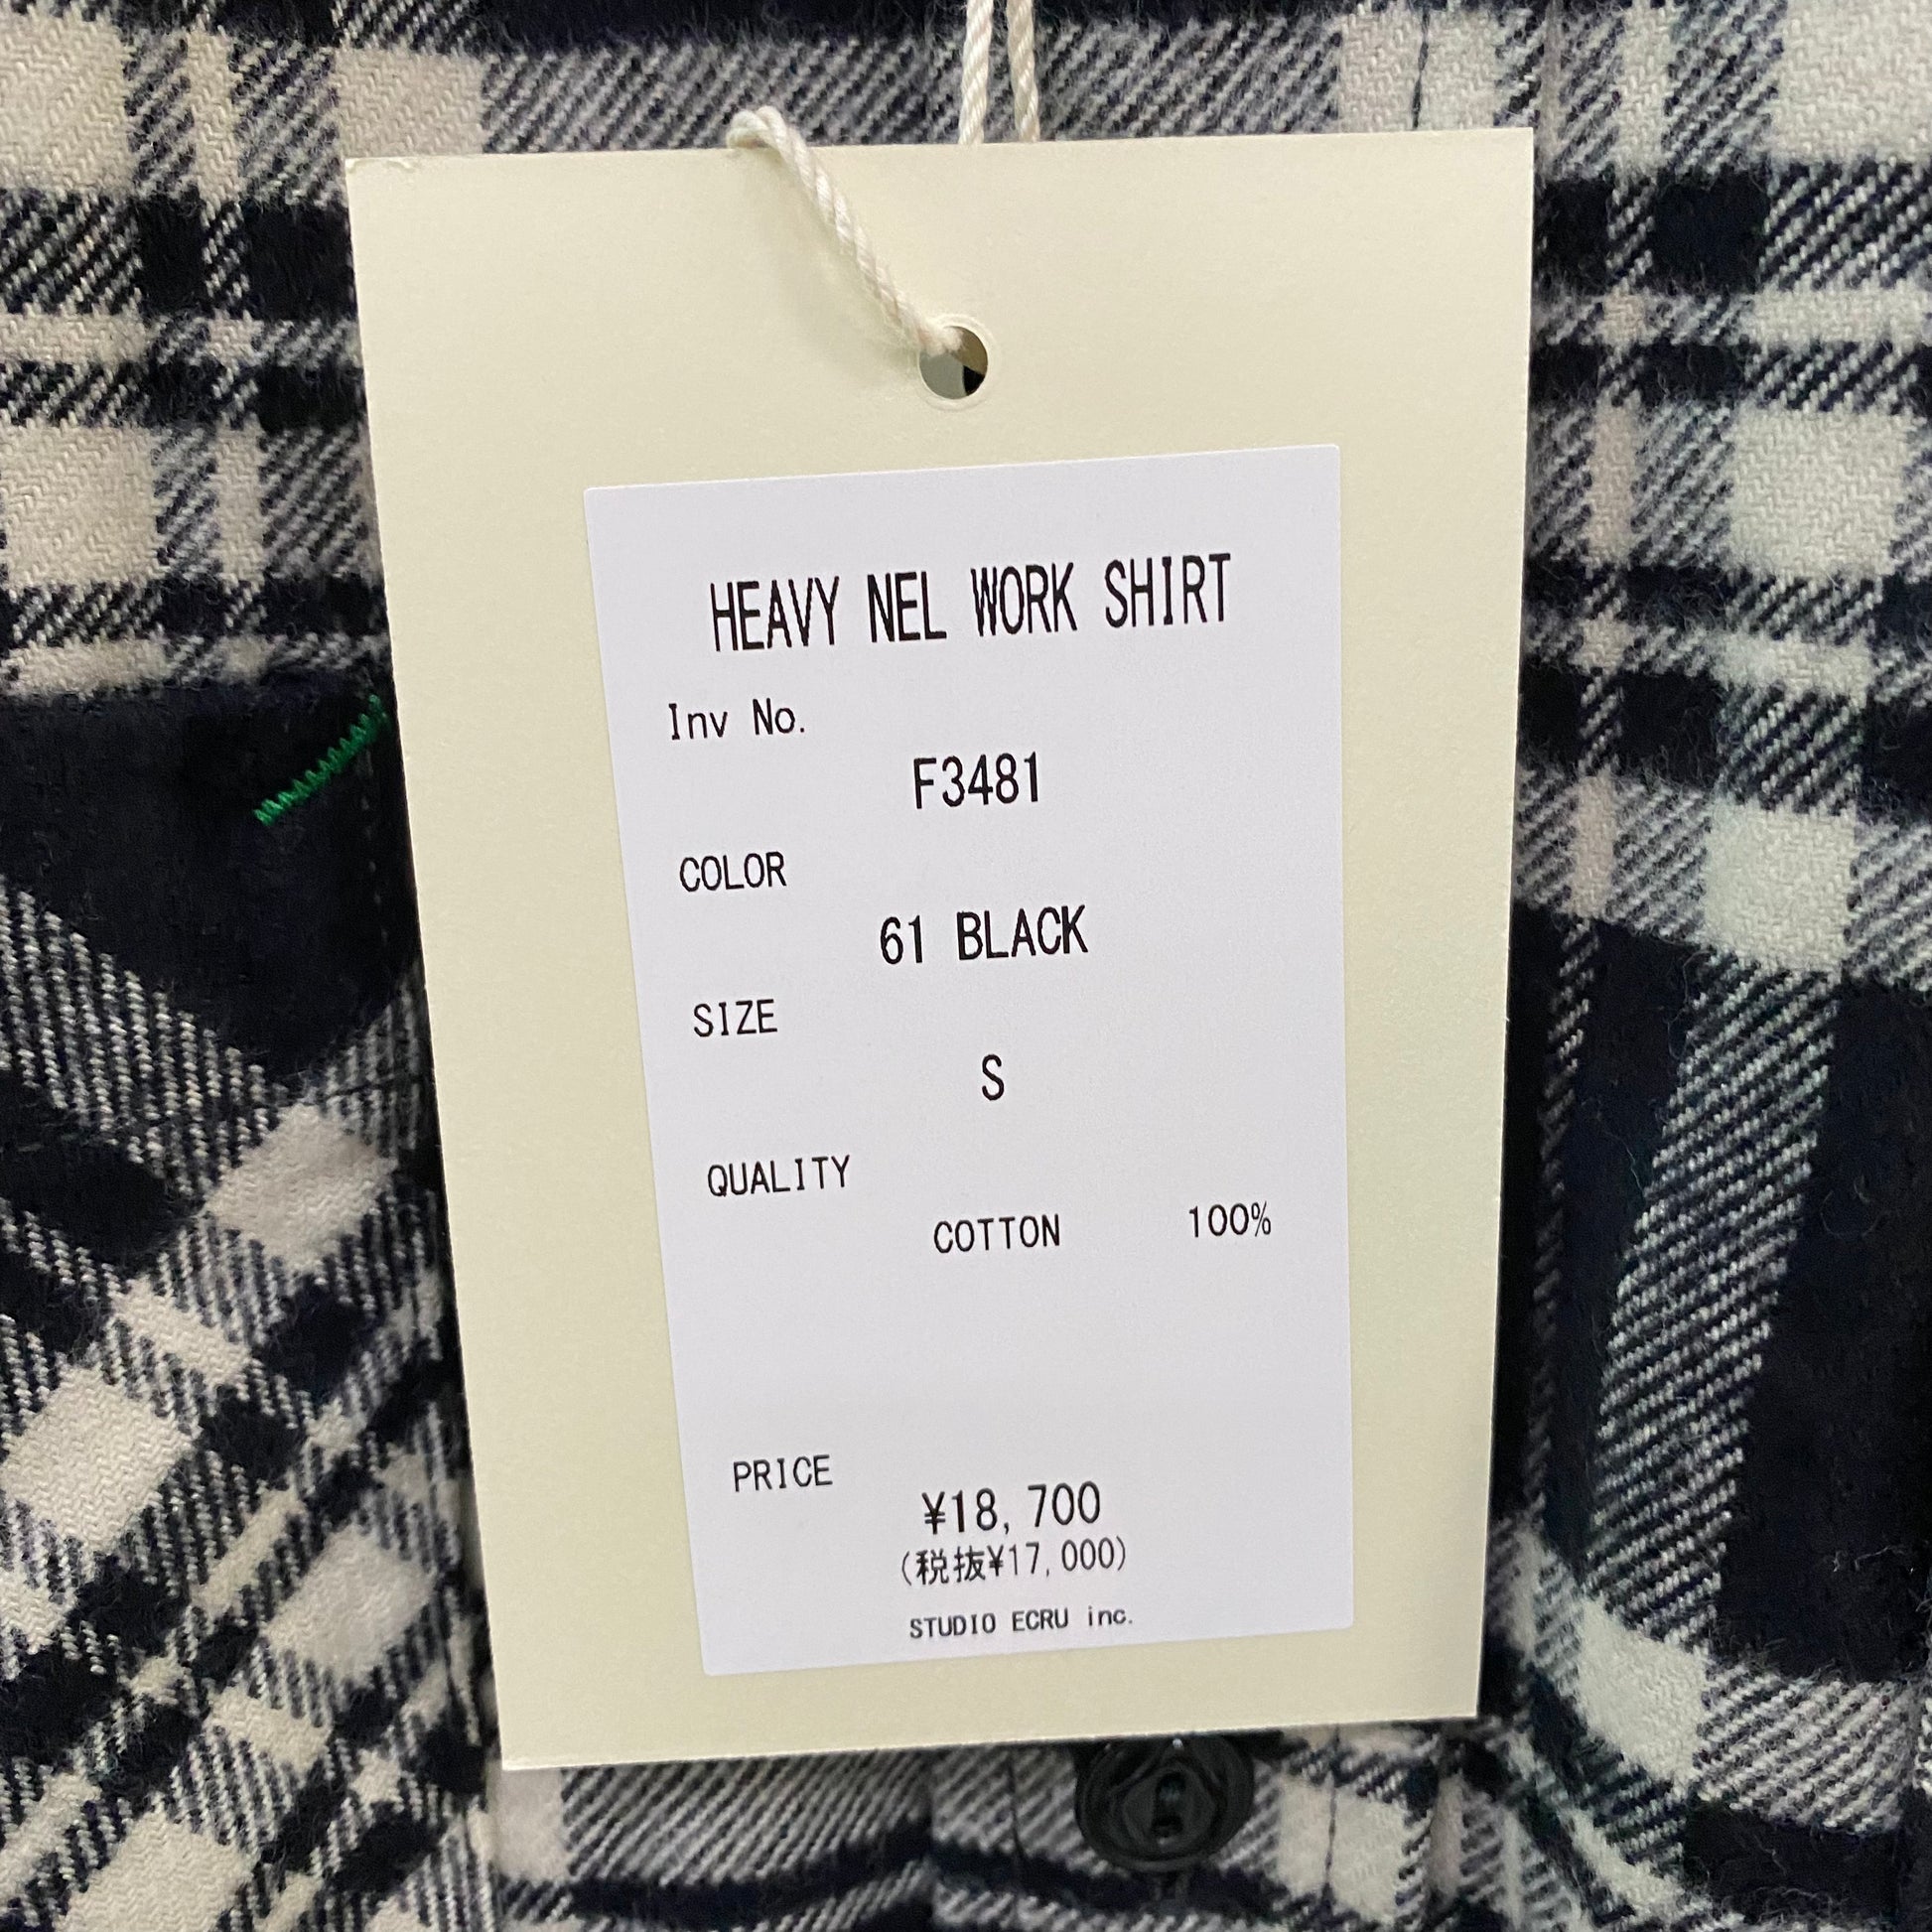 HEAVY NEL WORK SHIRT
Inv No.
F3481
COLOR
61 BLACK
SIZE
S
QUALITY
COTTON 100%
PRICE
¥18,700
(税抜¥17,000)
STUDIO ECRU inc.